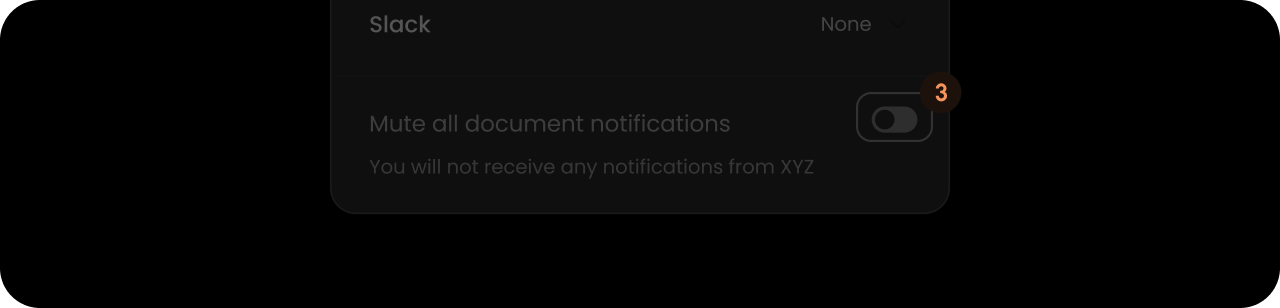 Slack
None
3
Mute all document notifications
You will not receive any notifications from XYZ